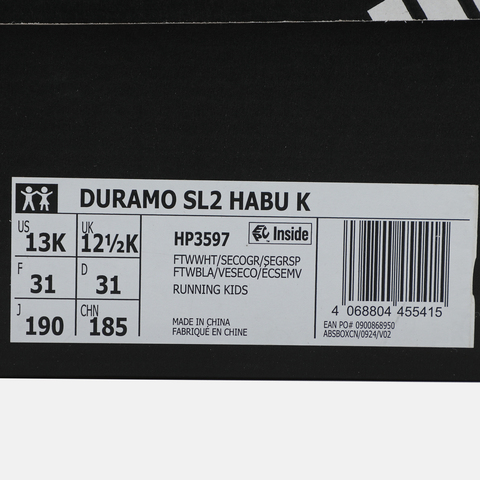 DURAMO SL2 HABU K
US 13K UK 12½K
F 31 D 31
J 190 CHN 185
HP3597 Inside
FTWWHT/SECOGR/SEGRSP
FTWBLA/VESECO/ECSEMV
RUNNING KIDS
MADE IN CHINA
FABRIQUÉ EN CHINE
4 068804 455415
EAN PO# 0900868950
ABSBOXCN/0924/V02